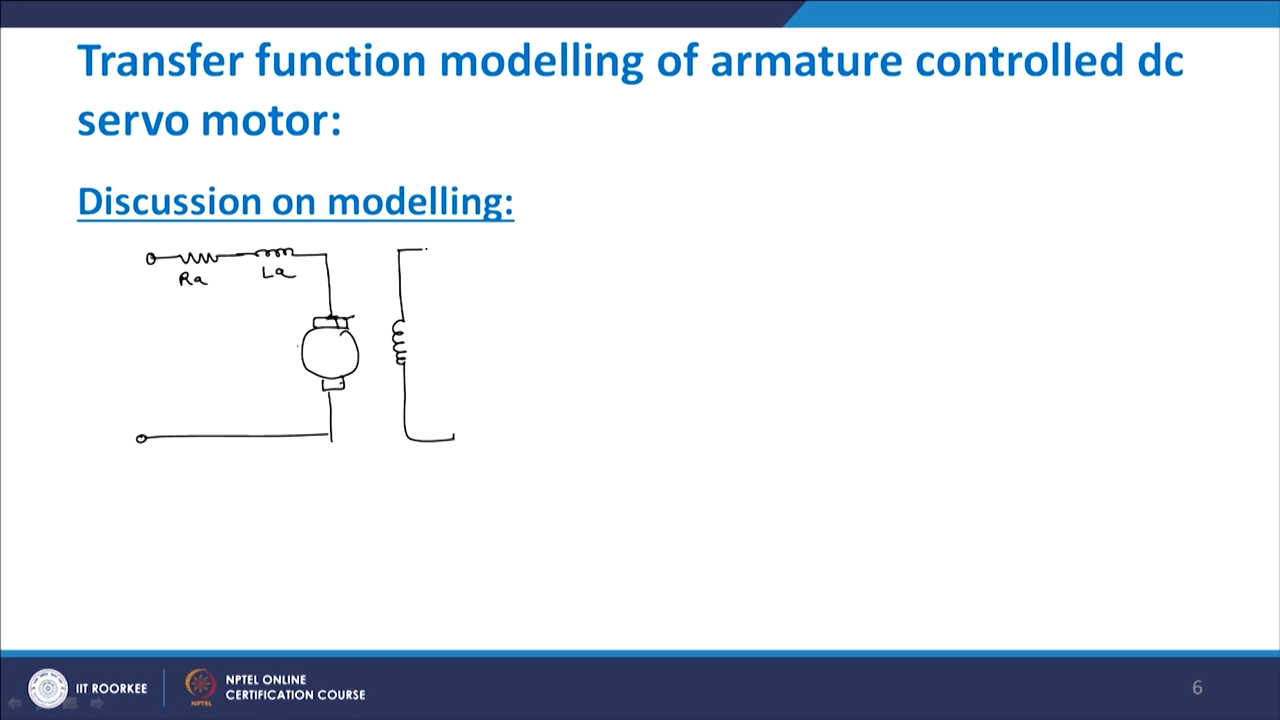 Transfer function modelling of armature controlled dc
servo motor:
Discussion on modelling:
Ra
La
IIT ROORKEE
NPTEL
NPTEL ONLINE
CERTIFICATION COURSE
6